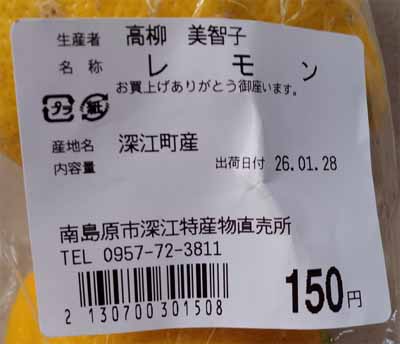 生産者 高柳 美智子
名称 レモン
お買上げありがとう御座います。
プラ 紙
産地名 深江町産
内容量 出荷日付 26.01.28
南島原市深江特産物直売所
TEL 0957-72-3811
2 130700 301508
150円